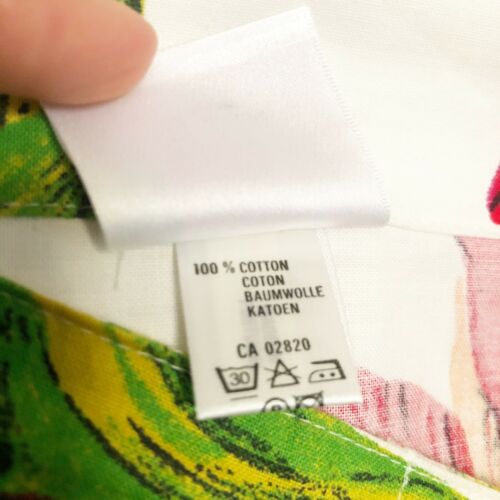 100 % COTTON
COTON
BAUMWOLLE
KATOEN
CA 02820
30